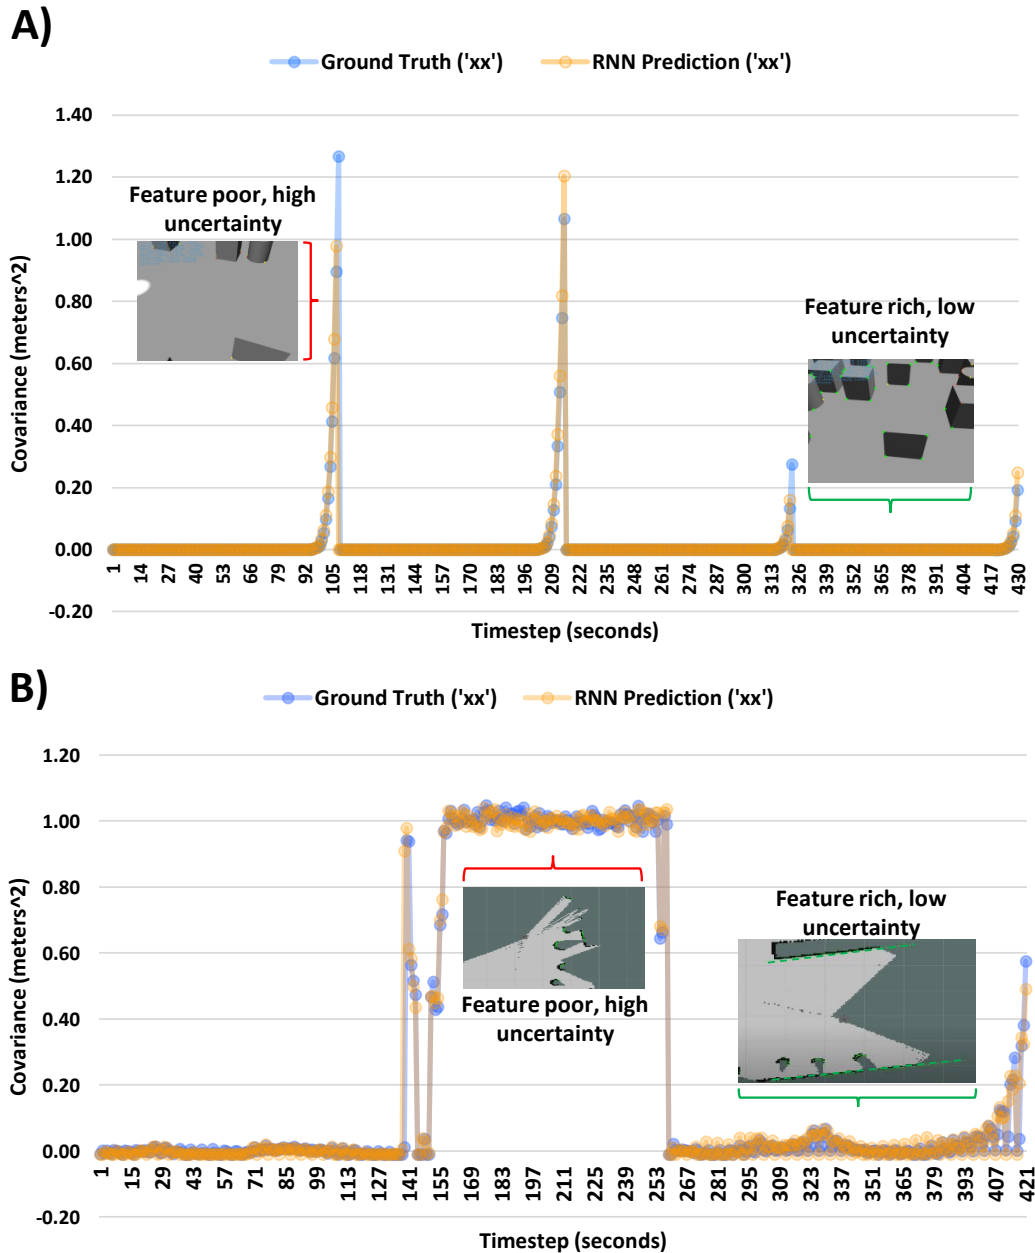 A)
Ground Truth ('xx') RNN Prediction ('xx')
1.40
1.20
1.00
0.80
0.60
0.40
0.20
0.00
-0.20
Covariance (meters^2)
Feature poor, high
uncertainty
Feature rich, low
uncertainty
1 14 27 40 53 66 79 92 105 118 131 144 157 170 183 196 209 222 235 248 261 274 287 300 313 326 339 352 365 378 391 404 417 430
Timestep (seconds)
B)
Ground Truth ('xx') RNN Prediction ('xx')
1.20
1.00
0.80
0.60
0.40
0.20
0.00
-0.20
Covariance (meters^2)
Feature poor, high
uncertainty
Feature rich, low
uncertainty
1 15 29 43 57 71 85 99 113 127 141 155 169 183 197 211 225 239 253 267 281 295 309 323 337 351 365 379 393 407 421
Timestep (seconds)